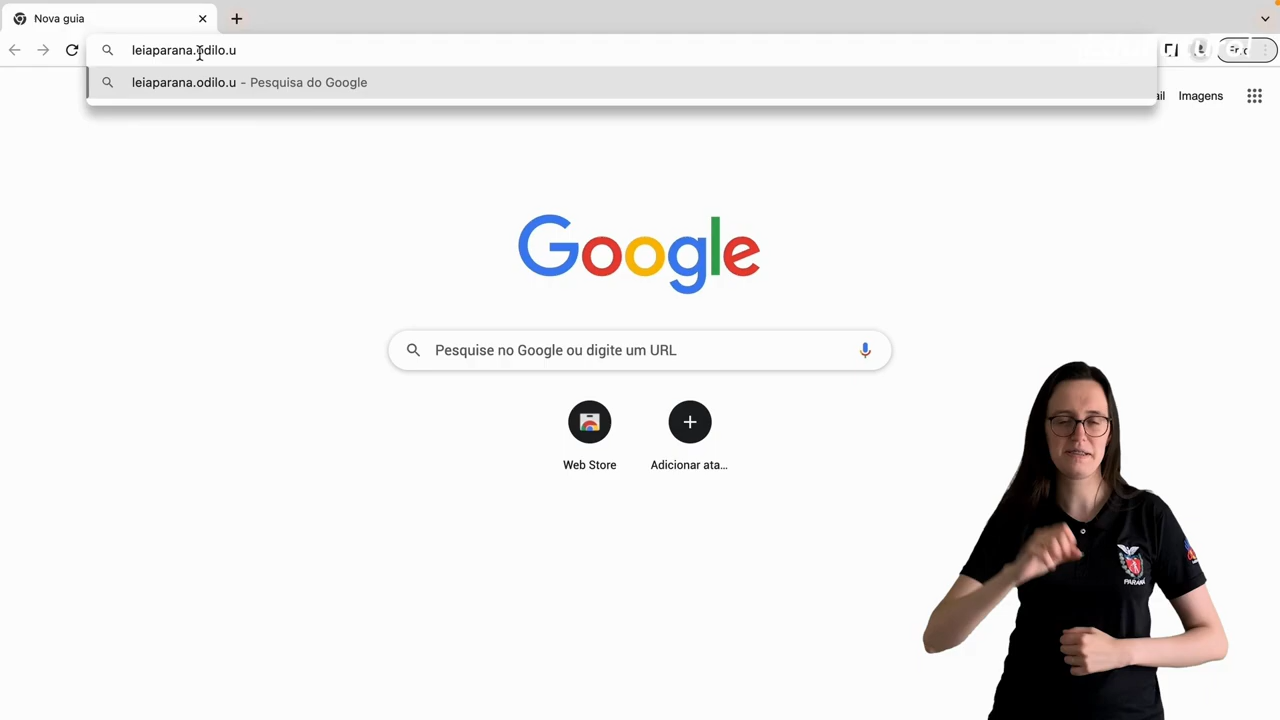 Nova guia
leiaparana.odilo.u
leiaparana.odilo.u - Pesquisa do Google
Imagens
Google
Pesquise no Google ou digite um URL
Web Store
Adicionar ata...
PARANÁ